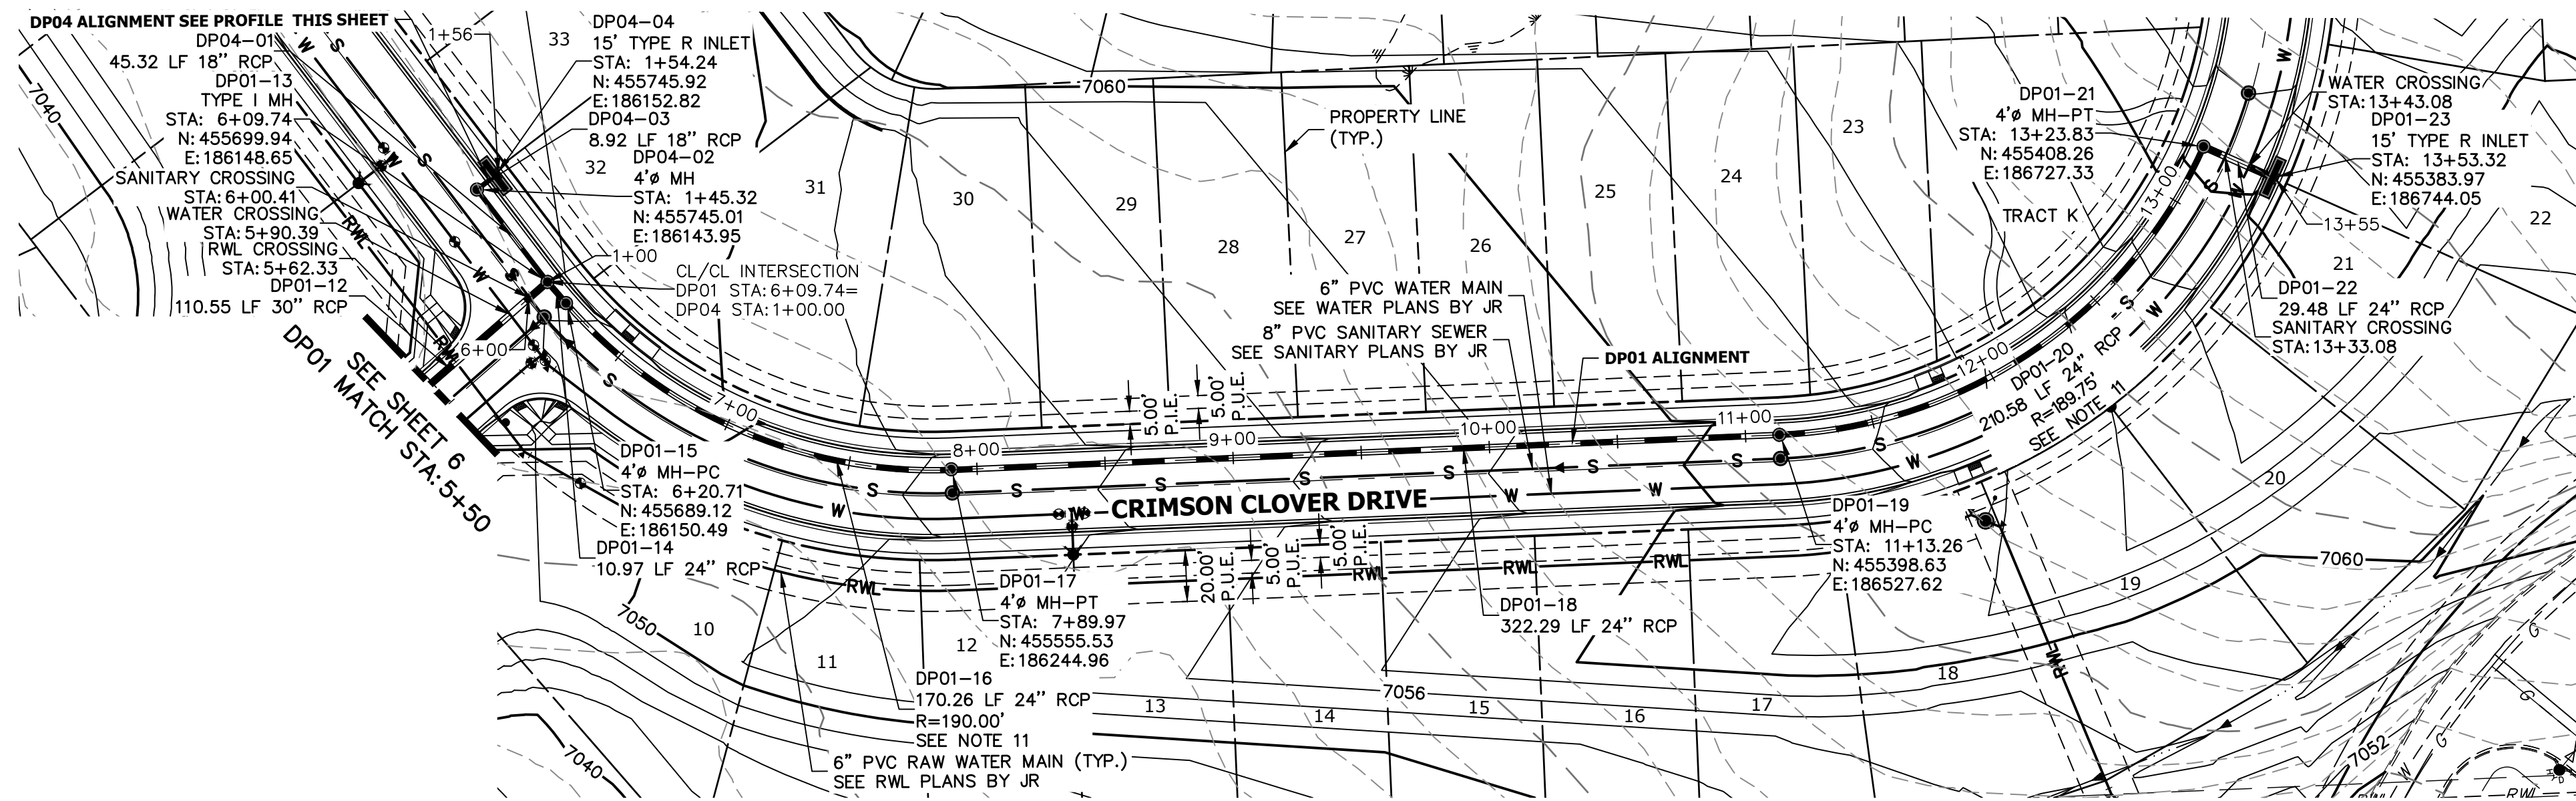 DP04 ALIGNMENT SEE PROFILE THIS SHEET
DP04-01
45.32 LF 18" RCP
DP01-13
TYPE I MH
STA: 6+09.74
N: 455699.94
E: 186148.65
SANITARY CROSSING
STA: 6+00.41
WATER CROSSING
STA: 5+90.39
RWL CROSSING
STA: 5+62.33
DP01-12
110.55 LF 30" RCP
7040
1+56
33
DP04-04
15' TYPE R INLET
STA: 1+54.24
N: 455745.92
E: 186152.82
DP04-03
8.92 LF 18" RCP
32
DP04-02
4'ø MH
STA: 1+45.32
N: 455745.01
E: 186143.95
1+00
CL/CL INTERSECTION
DP01 STA: 6+09.74=
DP04 STA: 1+00.00
6+00
SEE SHEET 6
DP01 MATCH STA: 5+50
31
30
29
28
27
26
25
24
23
22
21
20
19
18
17
16
15
14
13
12
11
10
7060
PROPERTY LINE
(TYP.)
6" PVC WATER MAIN
SEE WATER PLANS BY JR
8" PVC SANITARY SEWER
SEE SANITARY PLANS BY JR
DP01 ALIGNMENT
5.00'
P.I.E.
5.00'
P.U.E.
7+00
8+00
9+00
10+00
11+00
12+00
13+00
CRIMSON CLOVER DRIVE
DP01-21
4'ø MH-PT
STA: 13+23.83
N: 455408.26
E: 186727.33
TRACT K
WATER CROSSING
STA: 13+43.08
DP01-23
15' TYPE R INLET
STA: 13+53.32
N: 455383.97
E: 186744.05
13+55
DP01-22
29.48 LF 24" RCP
SANITARY CROSSING
STA: 13+33.08
DP01-20
210.58 LF 24" RCP
R=189.75'
SEE NOTE 11
DP01-15
4'ø MH-PC
STA: 6+20.71
N: 455689.12
E: 186150.49
DP01-14
10.97 LF 24" RCP
7050
7040
DP01-17
4'ø MH-PT
STA: 7+89.97
N: 455555.53
E: 186244.96
DP01-16
170.26 LF 24" RCP
R=190.00'
SEE NOTE 11
6" PVC RAW WATER MAIN (TYP.)
SEE RWL PLANS BY JR
20.00'
P.U.E.
5.00'
P.U.E.
5.00'
P.I.E.
DP01-18
322.29 LF 24" RCP
DP01-19
4'ø MH-PC
STA: 11+13.26
N: 455398.63
E: 186527.62
7056
7060
7052
RWL
RWL
RWL
RWL
RWL
RWL
RWL
RWL
W
W
W
W
W
W
W
W
S
S
S
S
S
S
S
S
S
S
G
G
G